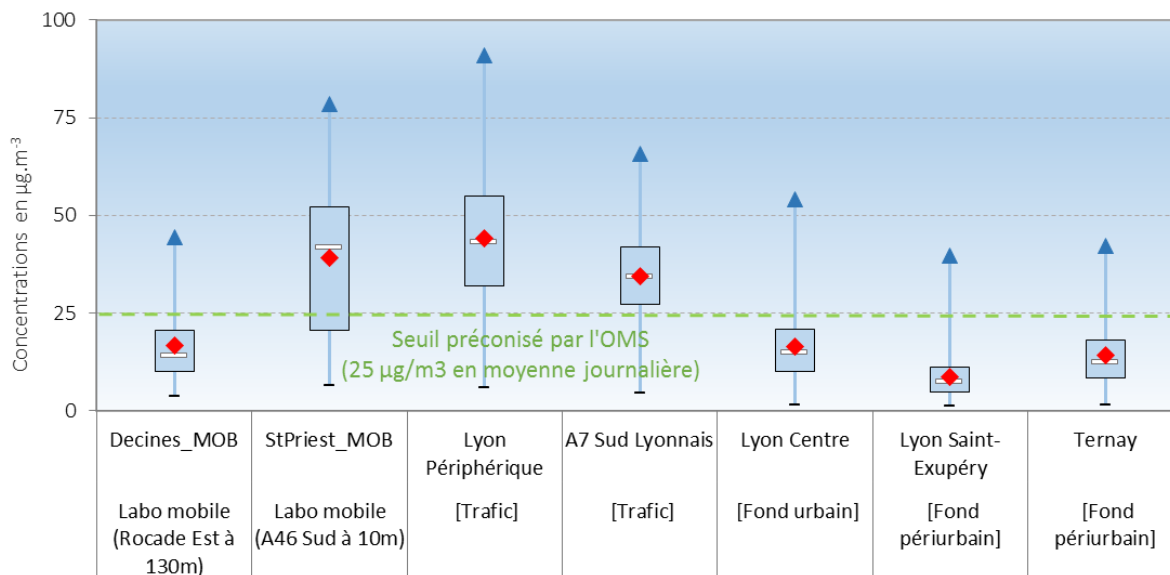 100
75
50
25
0
Concentrations en µg.m-3
Seuil préconisé par l'OMS
(25 µg/m3 en moyenne journalière)
Decines_MOB
StPriest_MOB
Lyon
Périphérique
A7 Sud Lyonnais
Lyon Centre
Lyon Saint-
Exupéry
Ternay
Labo mobile
(Rocade Est à
130m)
Labo mobile
(A46 Sud à 10m)
[Trafic]
[Trafic]
[Fond urbain]
[Fond
périurbain]
[Fond
périurbain]